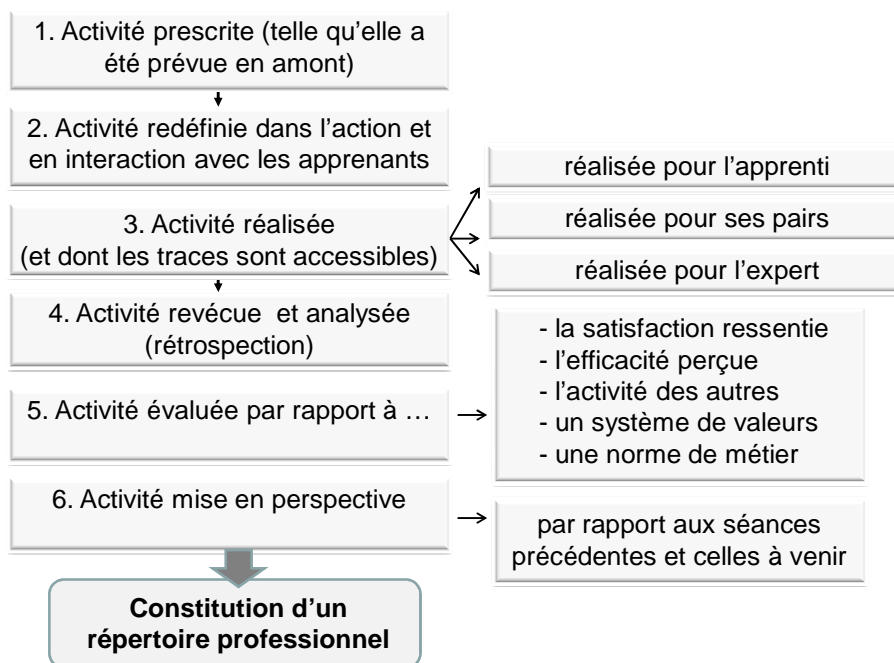 1. Activité prescrite (telle qu'elle a
été prévue en amont)
2. Activité redéfinie dans l'action et
en interaction avec les apprenants
3. Activité réalisée
(et dont les traces sont accessibles)
réalisée pour l'apprenti
réalisée pour ses pairs
réalisée pour l'expert
4. Activité revécue et analysée
(rétrospection)
5. Activité évaluée par rapport à …
- la satisfaction ressentie
- l'efficacité perçue
- l'activité des autres
- un système de valeurs
- une norme de métier
6. Activité mise en perspective
par rapport aux séances
précédentes et celles à venir
Constitution d'un
répertoire professionnel